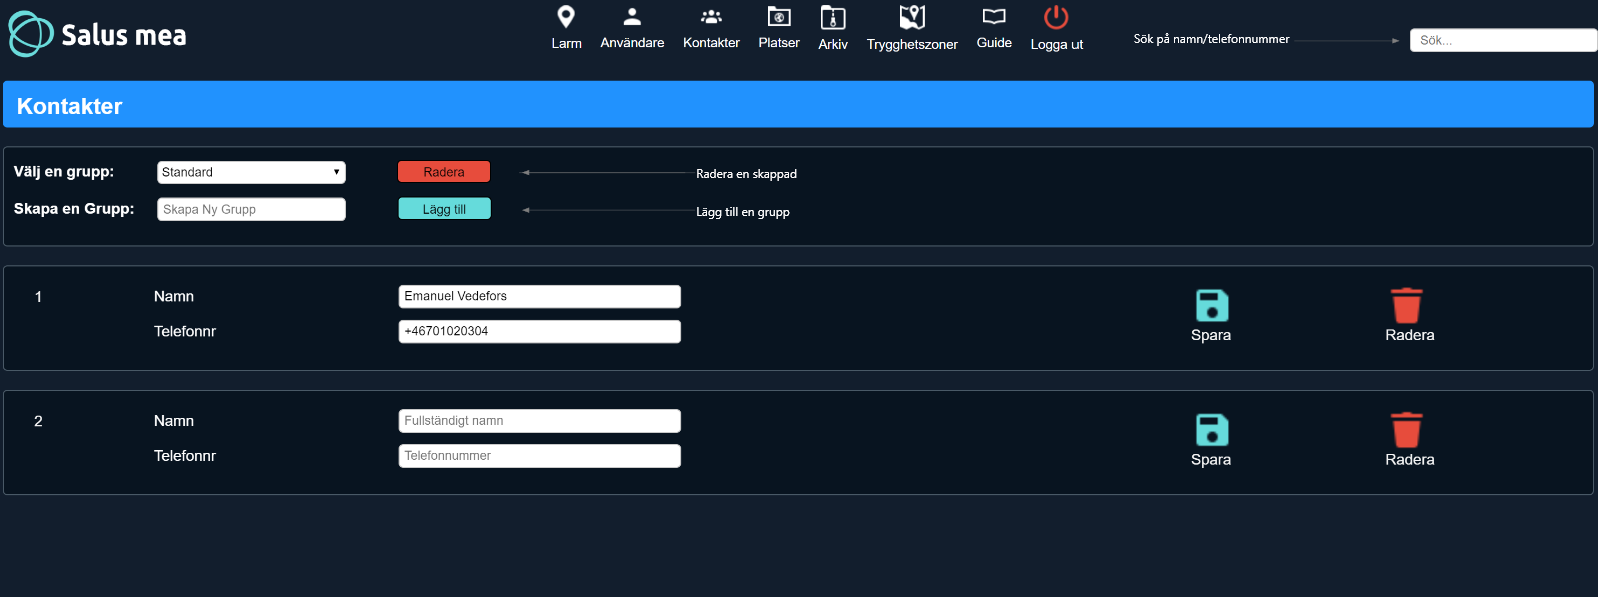 Salus mea
Larm
Användare
Kontakter
Platser
Arkiv
Trygghetszoner
Guide
Logga ut
Sök på namn/telefonnummer
Sök...
Kontakter
Välj en grupp:
Standard
Radera
Radera en skappad
Skapa en Grupp:
Skapa Ny Grupp
Lägg till
Lägg till en grupp
1
Namn
Emanuel Vedefors
Telefonnr
+46701020304
Spara
Radera
2
Namn
Fullständigt namn
Telefonnr
Telefonnummer
Spara
Radera